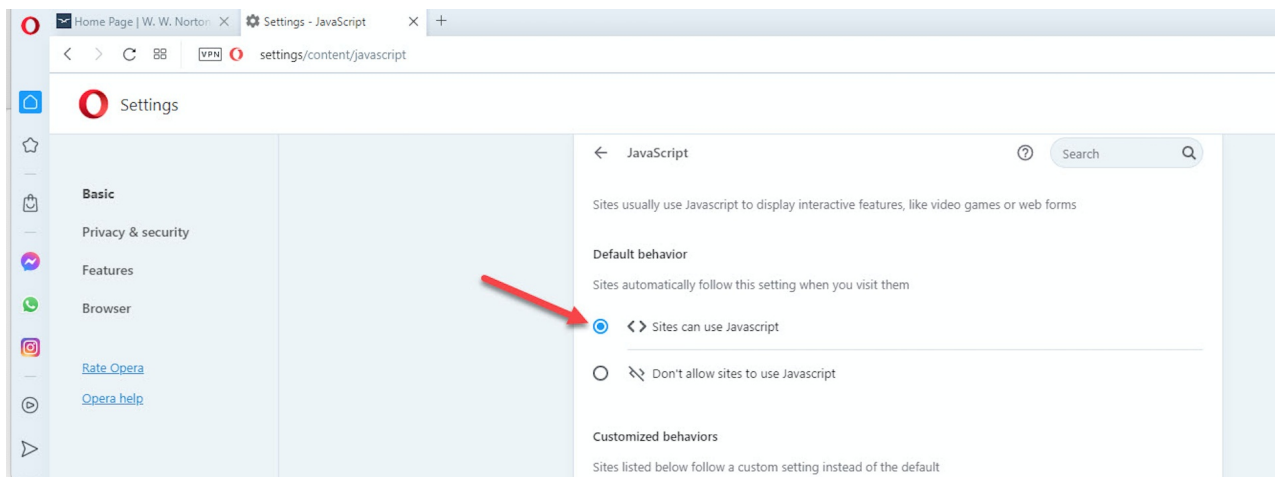 Home Page | W. W. Norton
Settings - JavaScript
VPN
settings/content/javascript
Settings
Basic
Privacy & security
Features
Browser
Rate Opera
Opera help
JavaScript
Search
Sites usually use Javascript to display interactive features, like video games or web forms
Default behavior
Sites automatically follow this setting when you visit them
Sites can use Javascript
Don't allow sites to use Javascript
Customized behaviors
Sites listed below follow a custom setting instead of the default